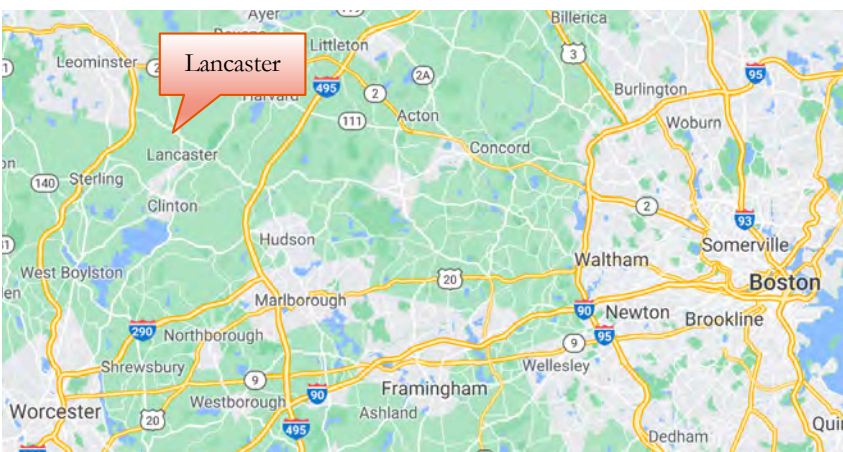 Ayer
Billerica
Leominster
2
Lancaster
Littleton
495
2
2A
3
95
Burlington
Harvard
111
Acton
Woburn
Lancaster
Concord
140
Sterling
Clinton
2
93
Somerville
Hudson
Waltham
West Boylston
20
Boston
Marlborough
90
Newton
Brookline
290
Northborough
95
9
Shrewsbury
Wellesley
9
90
Framingham
Westborough
Worcester
20
Ashland
495
Dedham